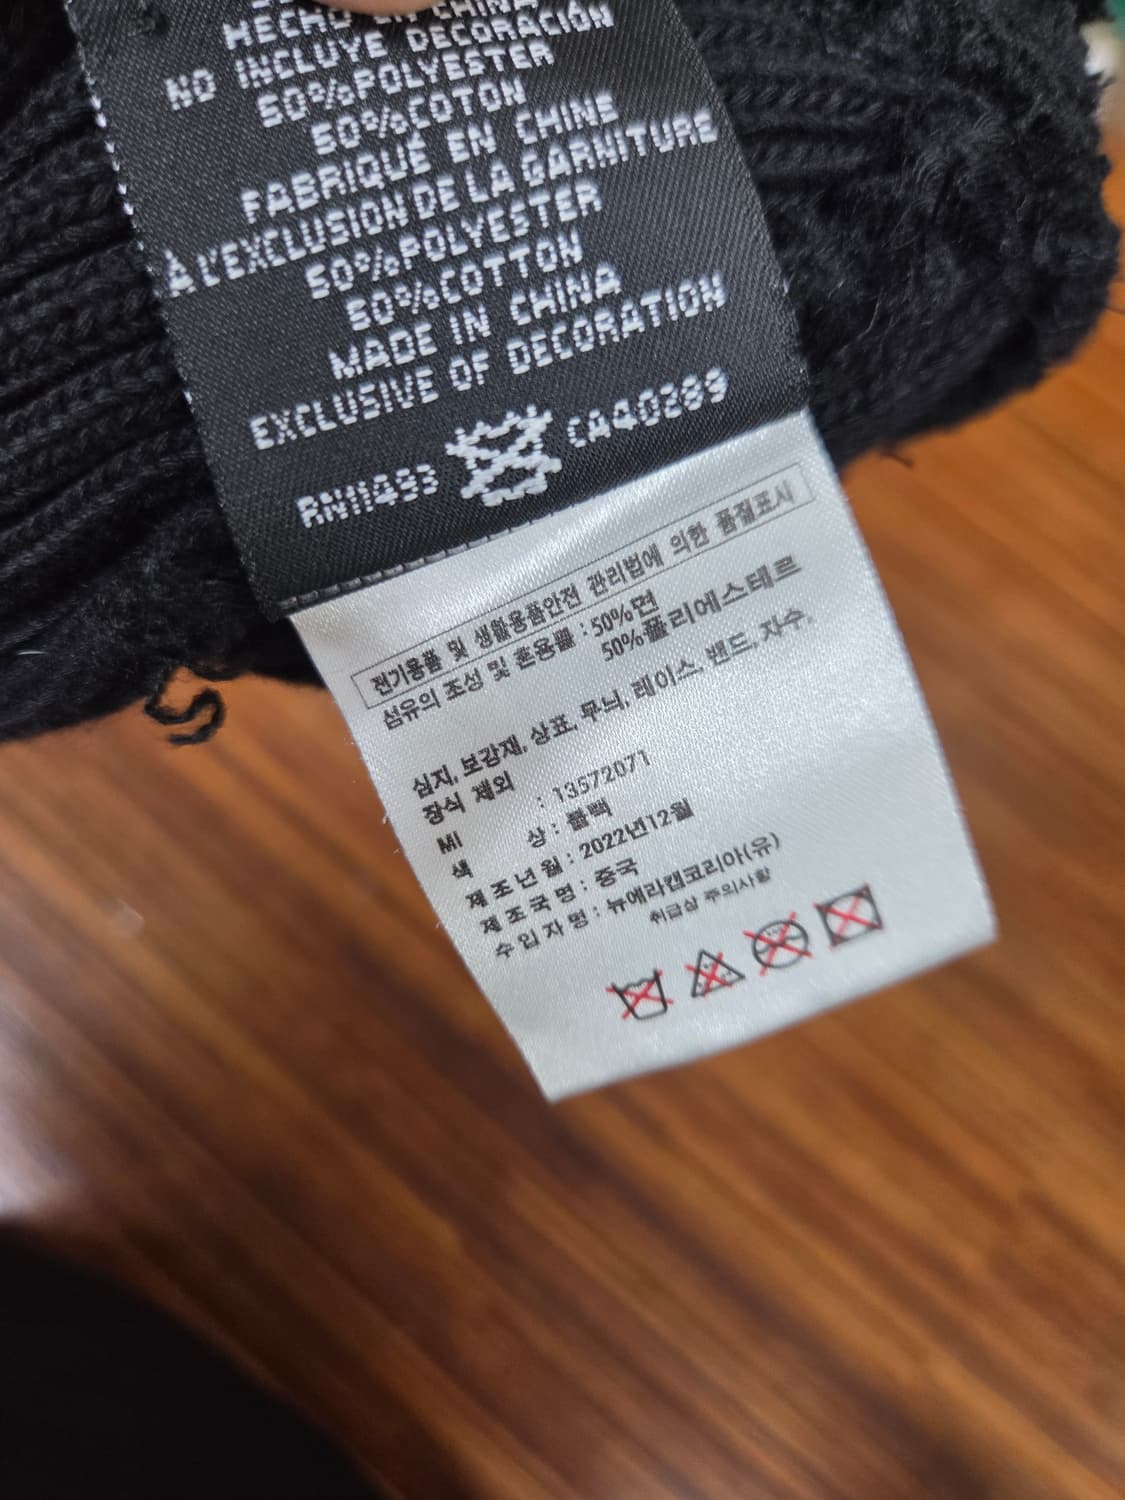 HECHO EN CHINA
NO INCLUYE DECORACIÓN
50%POLYESTER
50%COTON
FABRIQUÉ EN CHINE
À L'EXCLUSION DE LA GARNITURE
50%POLYESTER
50%COTTON
MADE IN CHINA
EXCLUSIVE OF DECORATION
RN11493 CA40289
전기용품 및 생활용품안전 관리법에 의한 품질표시
섬유의 조성 및 혼용률 : 50%면
50%폴리에스테르
심지, 보강재, 상표, 무늬, 레이스, 밴드, 자수,
장식 제외
MI : 13572071
색 상 : 블랙
제 조 년 월 : 2022년12월
제 조 국 명 : 중국
수 입 자 명 : 뉴에라캡코리아(유)
취급상 주의사항